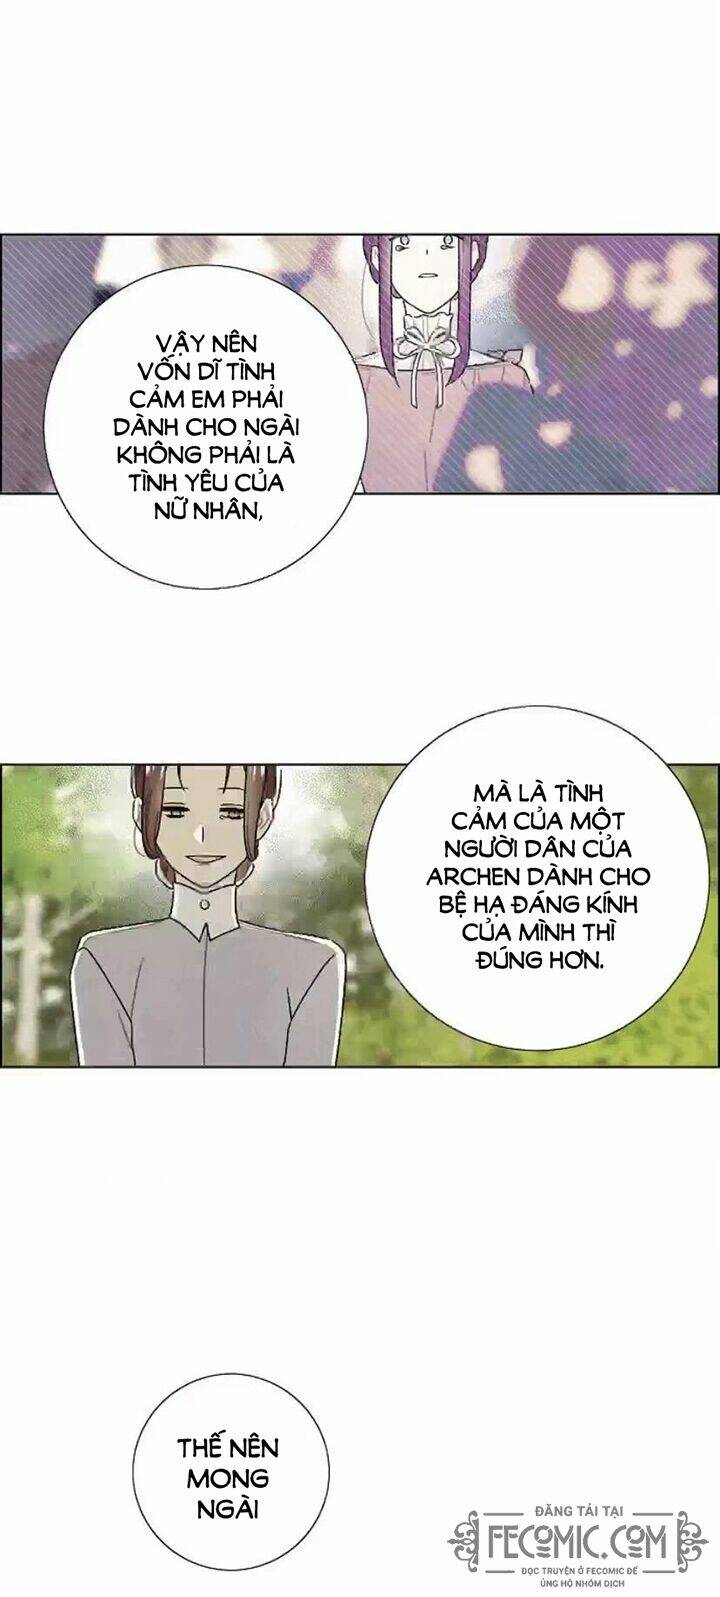 VẬY NÊN
VỐN DĨ TÌNH
CẢM EM PHẢI
DÀNH CHO NGÀI
KHÔNG PHẢI LÀ
TÌNH YÊU CỦA
NỮ NHÂN,
MÀ LÀ TÌNH
CẢM CỦA MỘT
NGƯỜI DÂN CỦA
ARCHEN DÀNH CHO
BỆ HẠ ĐÁNG KÍNH
CỦA MÌNH THÌ
ĐÚNG HƠN.
THẾ NÊN
MONG
NGÀI
ĐĂNG TẢI TẠI
FECOMIC.COM
ĐỌC TRUYỆN Ở FECOMIC ĐỂ
ỦNG HỘ NHÓM DỊCH